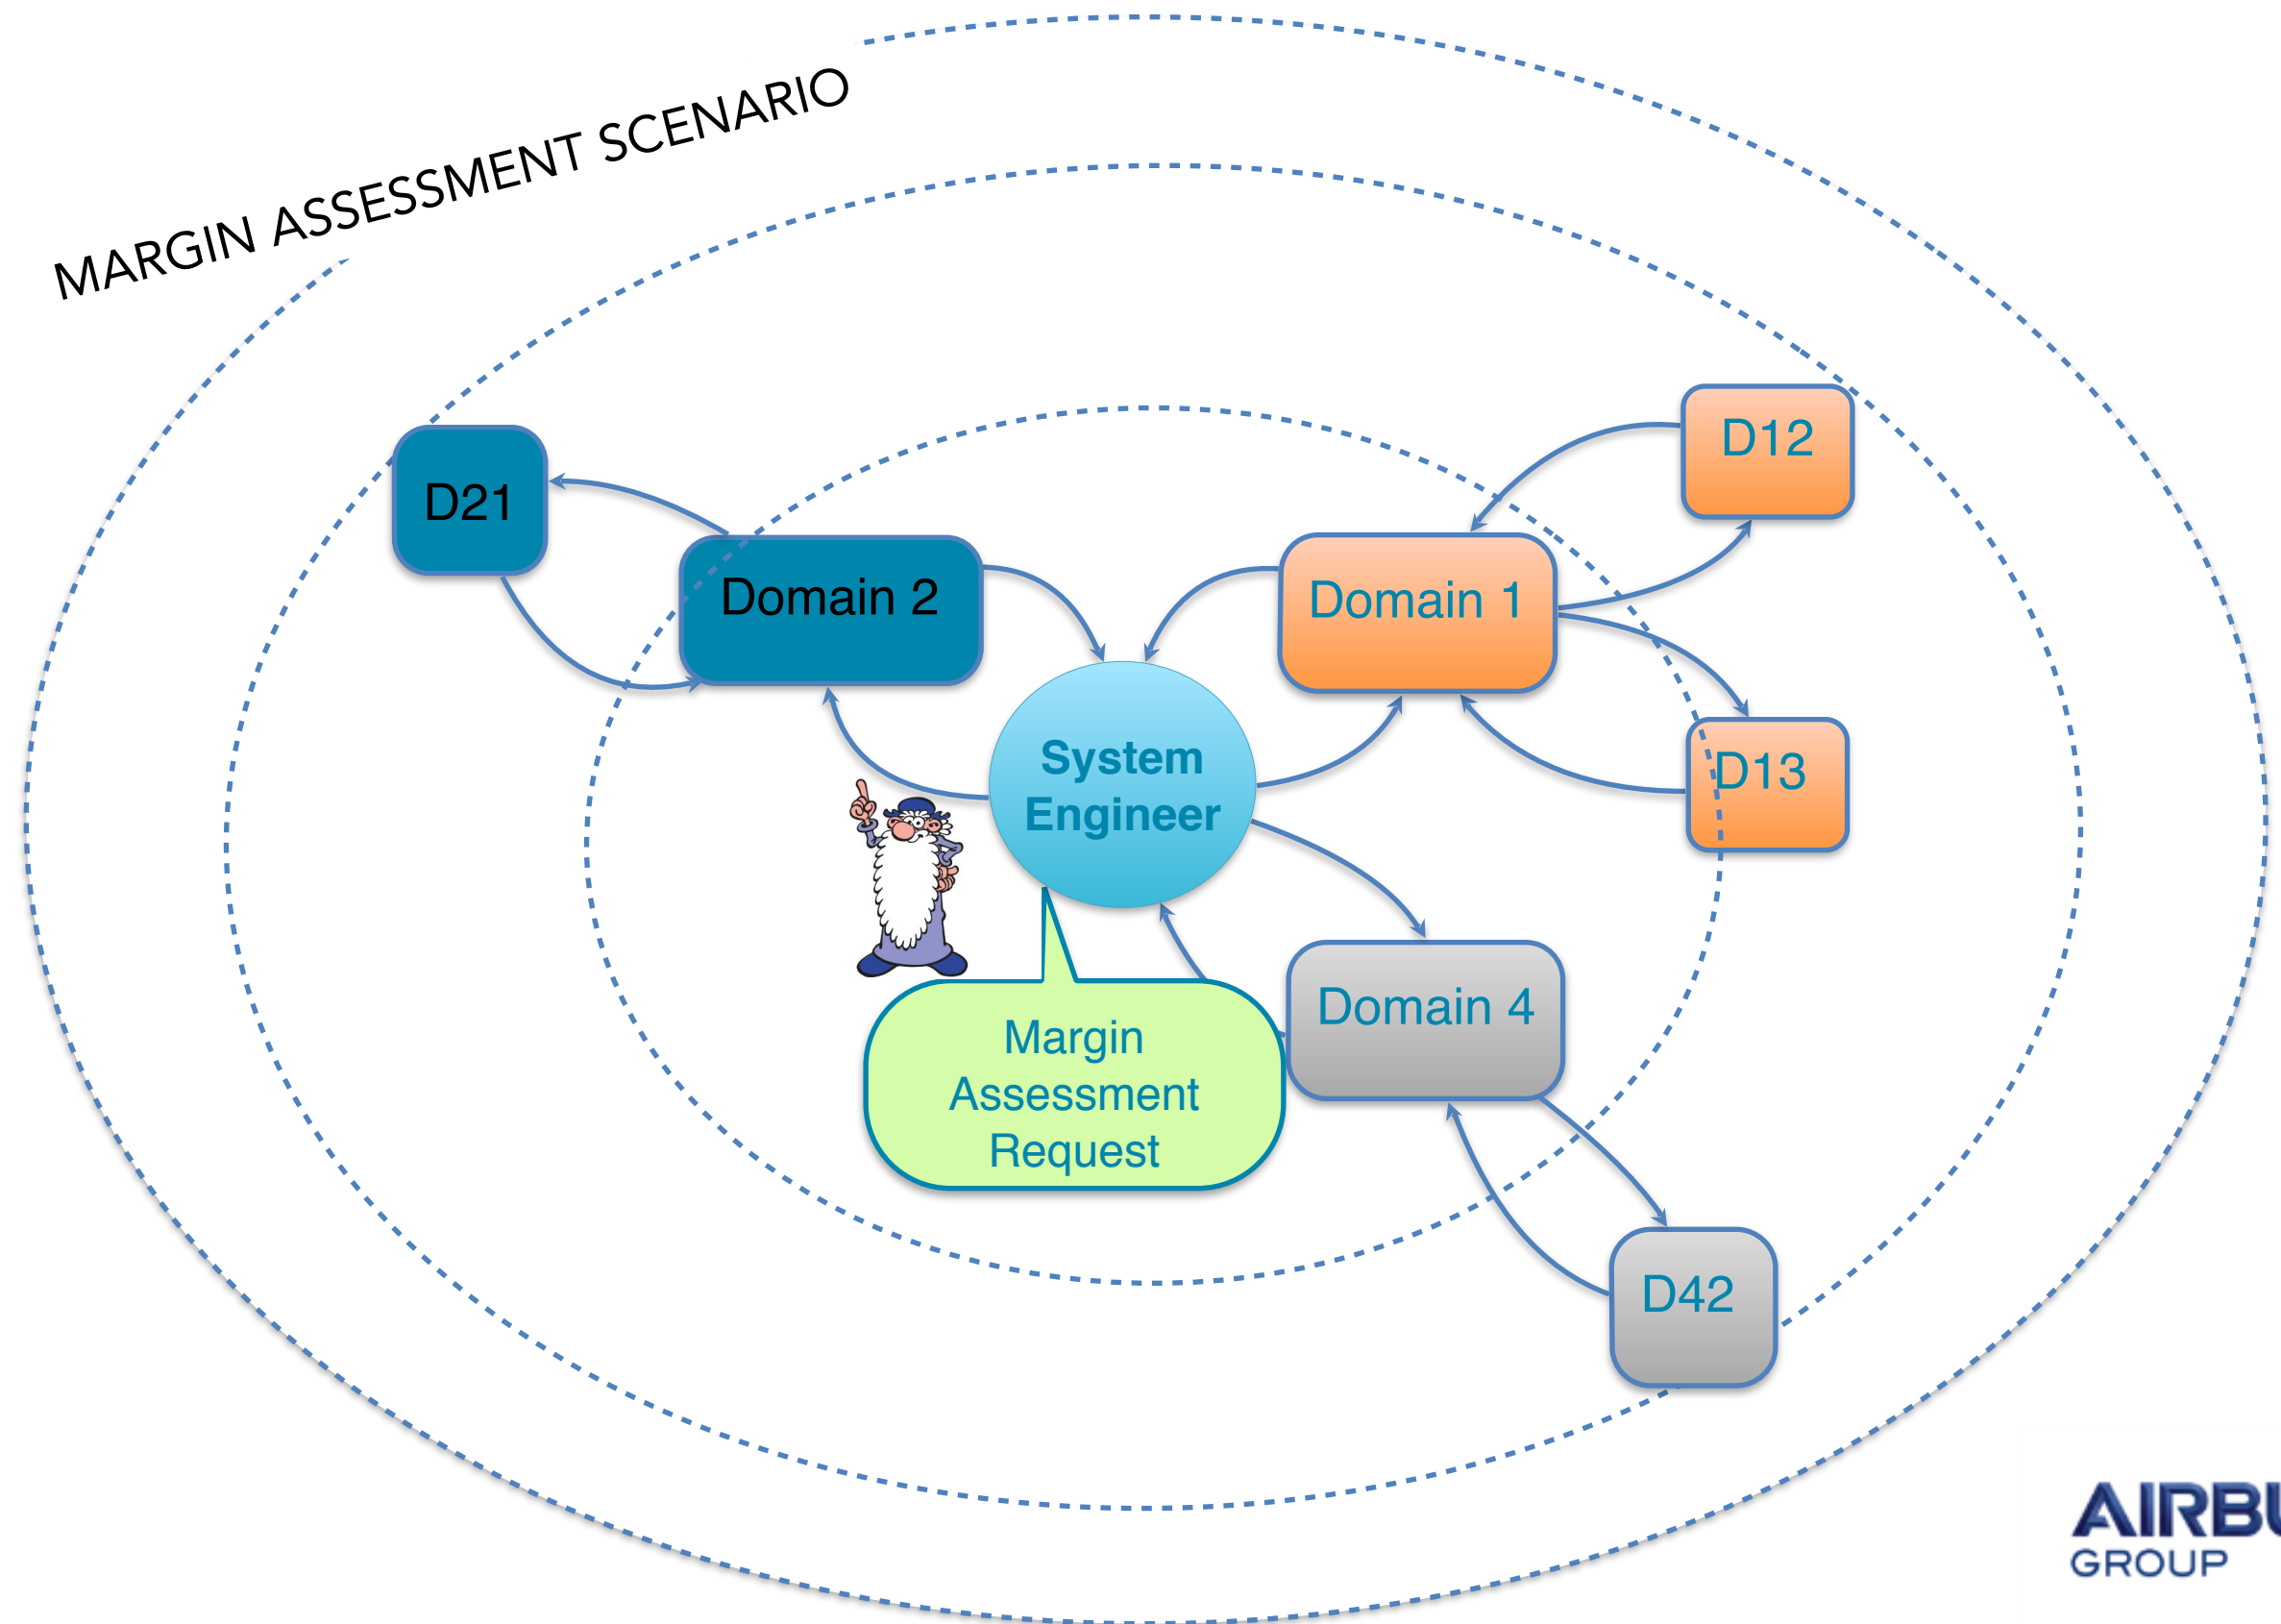 MARGIN ASSESSMENT SCENARIO
D12
D21
Domain 2
Domain 1
System
Engineer
D13
Domain 4
Margin
Assessment
Request
D42
AIRBU
GROUP